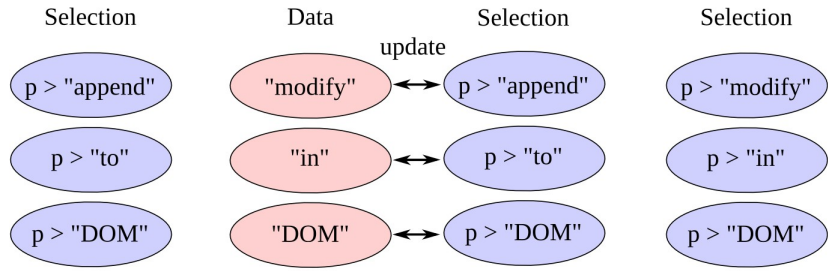 Selection Data Selection Selection
update
p > "append" "modify" p > "append" p > "modify"
p > "to" "in" p > "to" p > "in"
p > "DOM" "DOM" p > "DOM" p > "DOM"